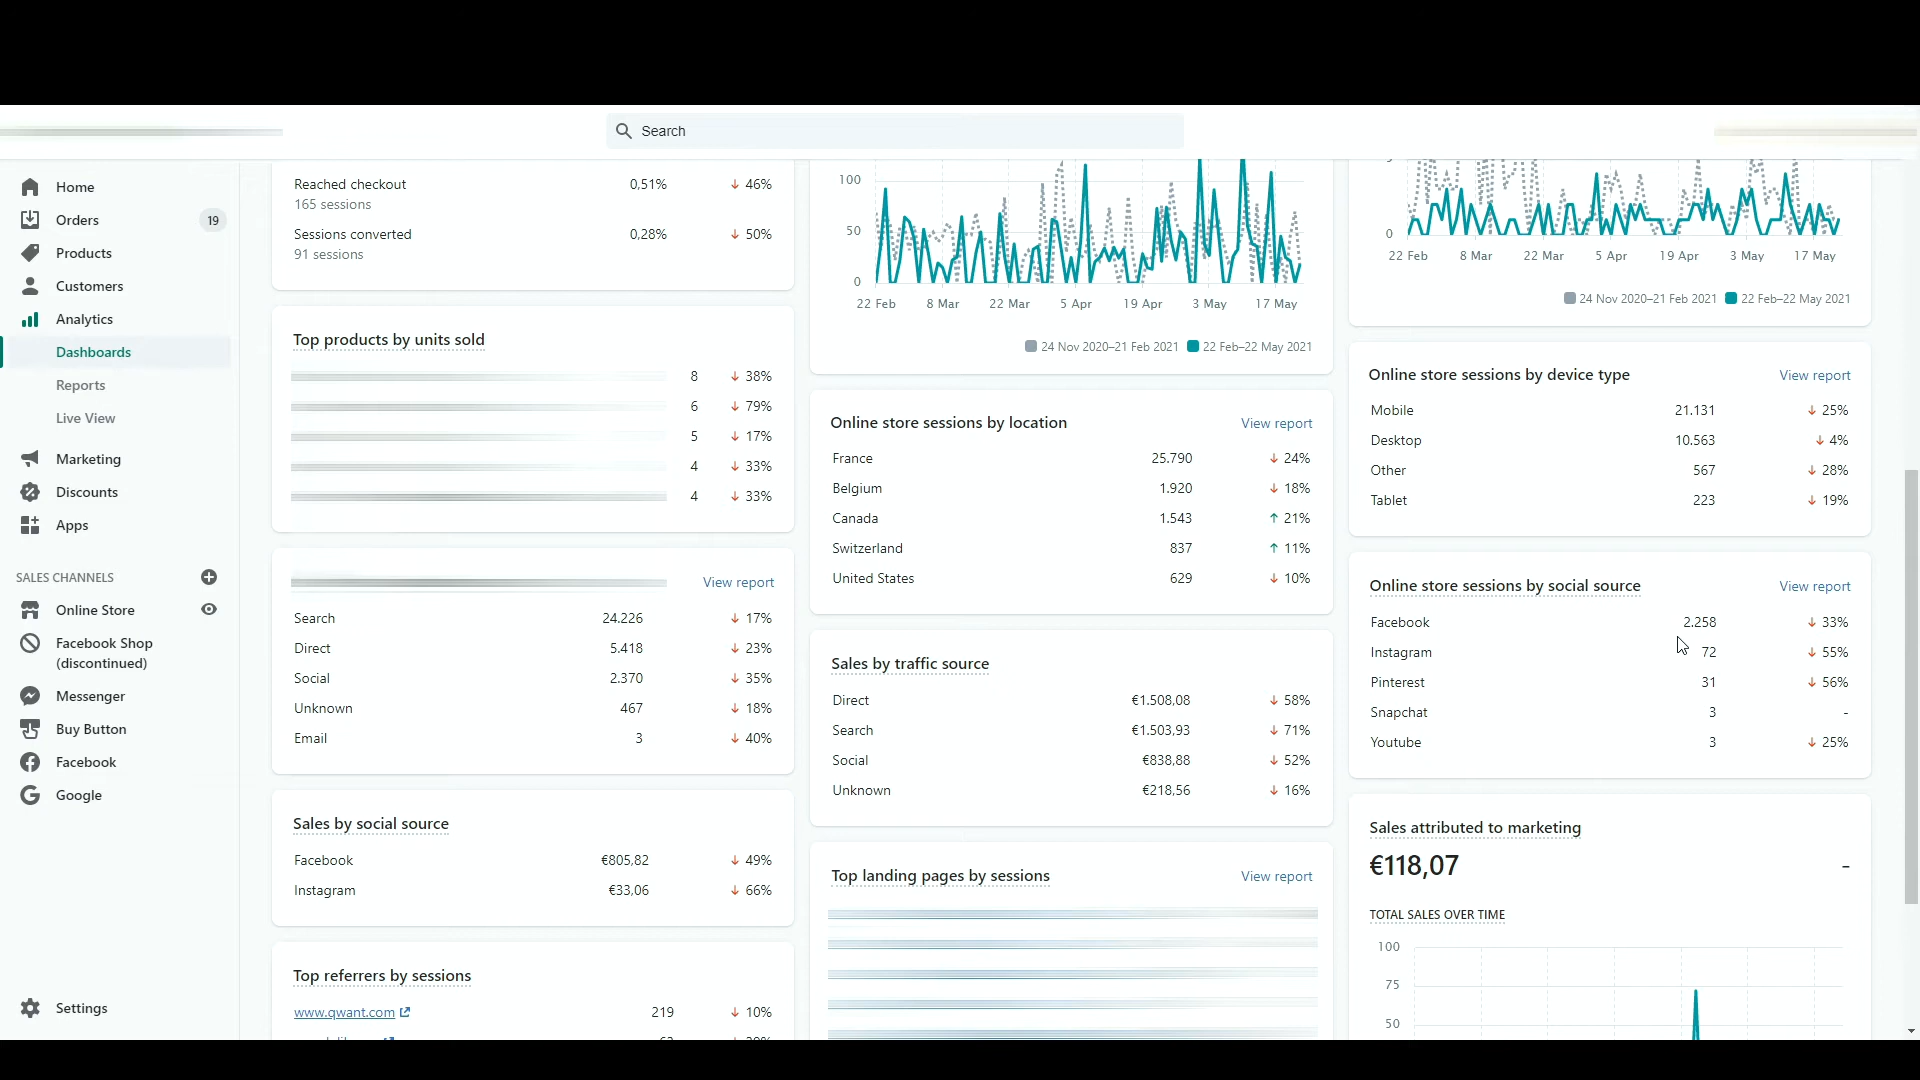 Search
Home
Orders 19
Products
Customers
Analytics
Dashboards
Reports
Live View
Marketing
Discounts
Apps
SALES CHANNELS
Online Store
Facebook Shop
(discontinued)
Messenger
Buy Button
Facebook
Google
Settings
Reached checkout 0,51% ↓ 46%
165 sessions
Sessions converted 0,28% ↓ 50%
91 sessions
Top products by units sold
8 ↓ 38%
6 ↓ 79%
5 ↓ 17%
4 ↓ 33%
4 ↓ 33%
View report
Search 24.226 ↓ 17%
Direct 5.418 ↓ 23%
Social 2.370 ↓ 35%
Unknown 467 ↓ 18%
Email 3 ↓ 40%
Sales by social source
Facebook €805,82 ↓ 49%
Instagram €33,06 ↓ 66%
Top referrers by sessions
www.qwant.com 219 ↓ 10%
100
50
0
22 Feb 8 Mar 22 Mar 5 Apr 19 Apr 3 May 17 May
24 Nov 2020–21 Feb 2021 22 Feb–22 May 2021
Online store sessions by location View report
France 25.790 ↓ 24%
Belgium 1.920 ↓ 18%
Canada 1.543 ↑ 21%
Switzerland 837 ↑ 11%
United States 629 ↓ 10%
Sales by traffic source
Direct €1.508,08 ↓ 58%
Search €1.503,93 ↓ 71%
Social €838,88 ↓ 52%
Unknown €218,56 ↓ 16%
Top landing pages by sessions View report
0
22 Feb 8 Mar 22 Mar 5 Apr 19 Apr 3 May 17 May
24 Nov 2020–21 Feb 2021 22 Feb–22 May 2021
Online store sessions by device type View report
Mobile 21.131 ↓ 25%
Desktop 10.563 ↓ 4%
Other 567 ↓ 28%
Tablet 223 ↓ 19%
Online store sessions by social source View report
Facebook 2.258 ↓ 33%
Instagram 72 ↓ 55%
Pinterest 31 ↓ 56%
Snapchat 3 -
Youtube 3 ↓ 25%
Sales attributed to marketing
€118,07 -
TOTAL SALES OVER TIME
100
75
50